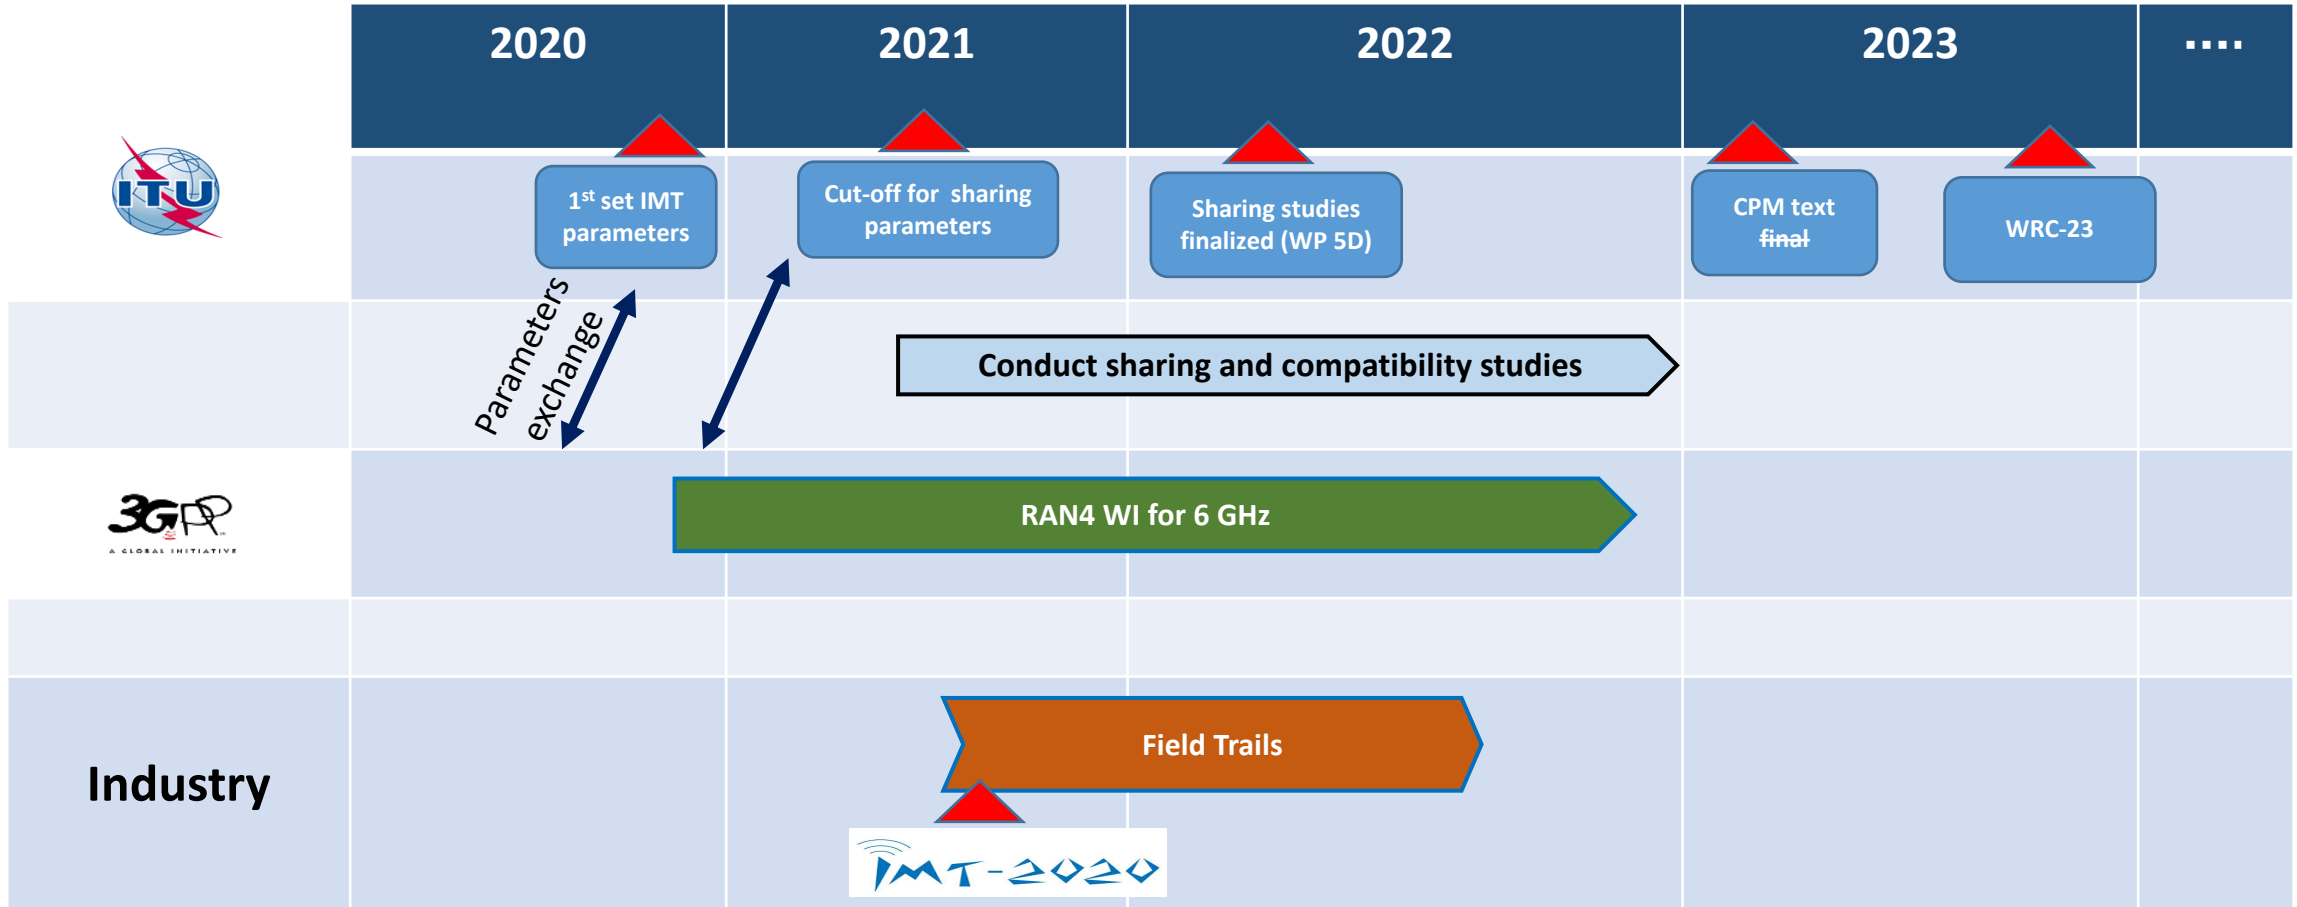 2020
2021
2022
2023
....
ITU
1st set IMT
parameters
Cut-off for sharing
parameters
Sharing studies
finalized (WP 5D)
CPM text
final
WRC-23
Parameters
exchange
Conduct sharing and compatibility studies
3GPP
A GLOBAL INITIATIVE
RAN4 WI for 6 GHz
Industry
Field Trails
IMT-2020